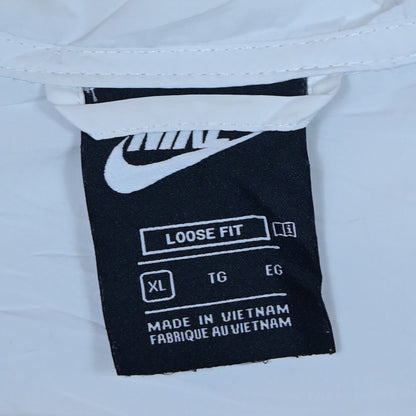 NIKE
LOOSE FIT
XL TG EG
MADE IN VIETNAM
FABRIQUE AU VIETNAM